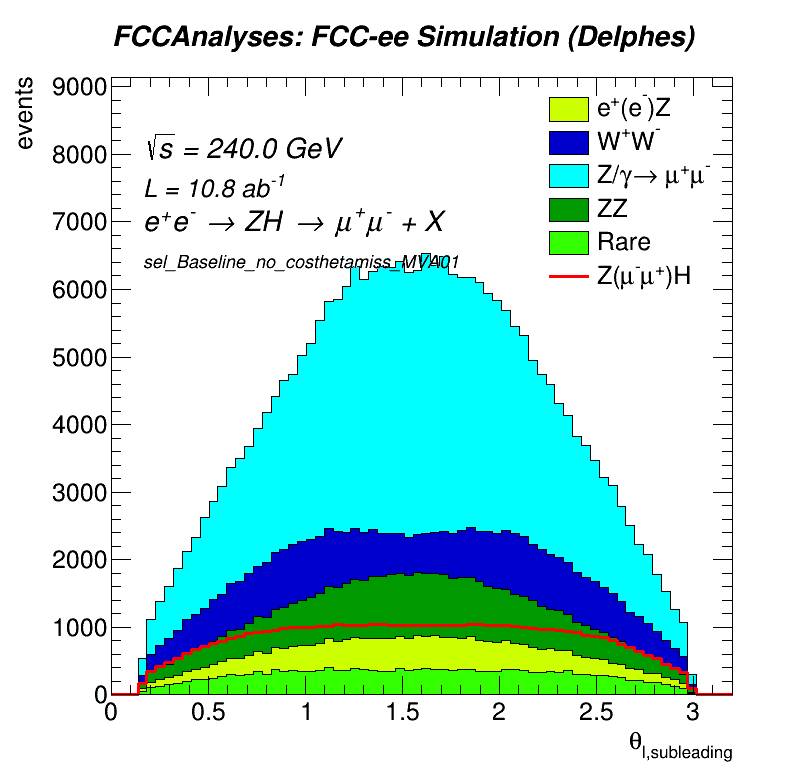 FCCAnalyses: FCC-ee Simulation (Delphes)
events
9000
8000
7000
6000
5000
4000
3000
2000
1000
0
√s = 240.0 GeV
L = 10.8 ab⁻¹
e⁺e⁻ → ZH → μ⁺μ⁻ + X
sel_Baseline_no_costhetamiss_MVA01
e⁺(e⁻)Z
W⁺W⁻
Z/γ→ μ⁺μ⁻
ZZ
Rare
Z(μ⁻μ⁺)H
0 0.5 1 1.5 2 2.5 3
θl,subleading